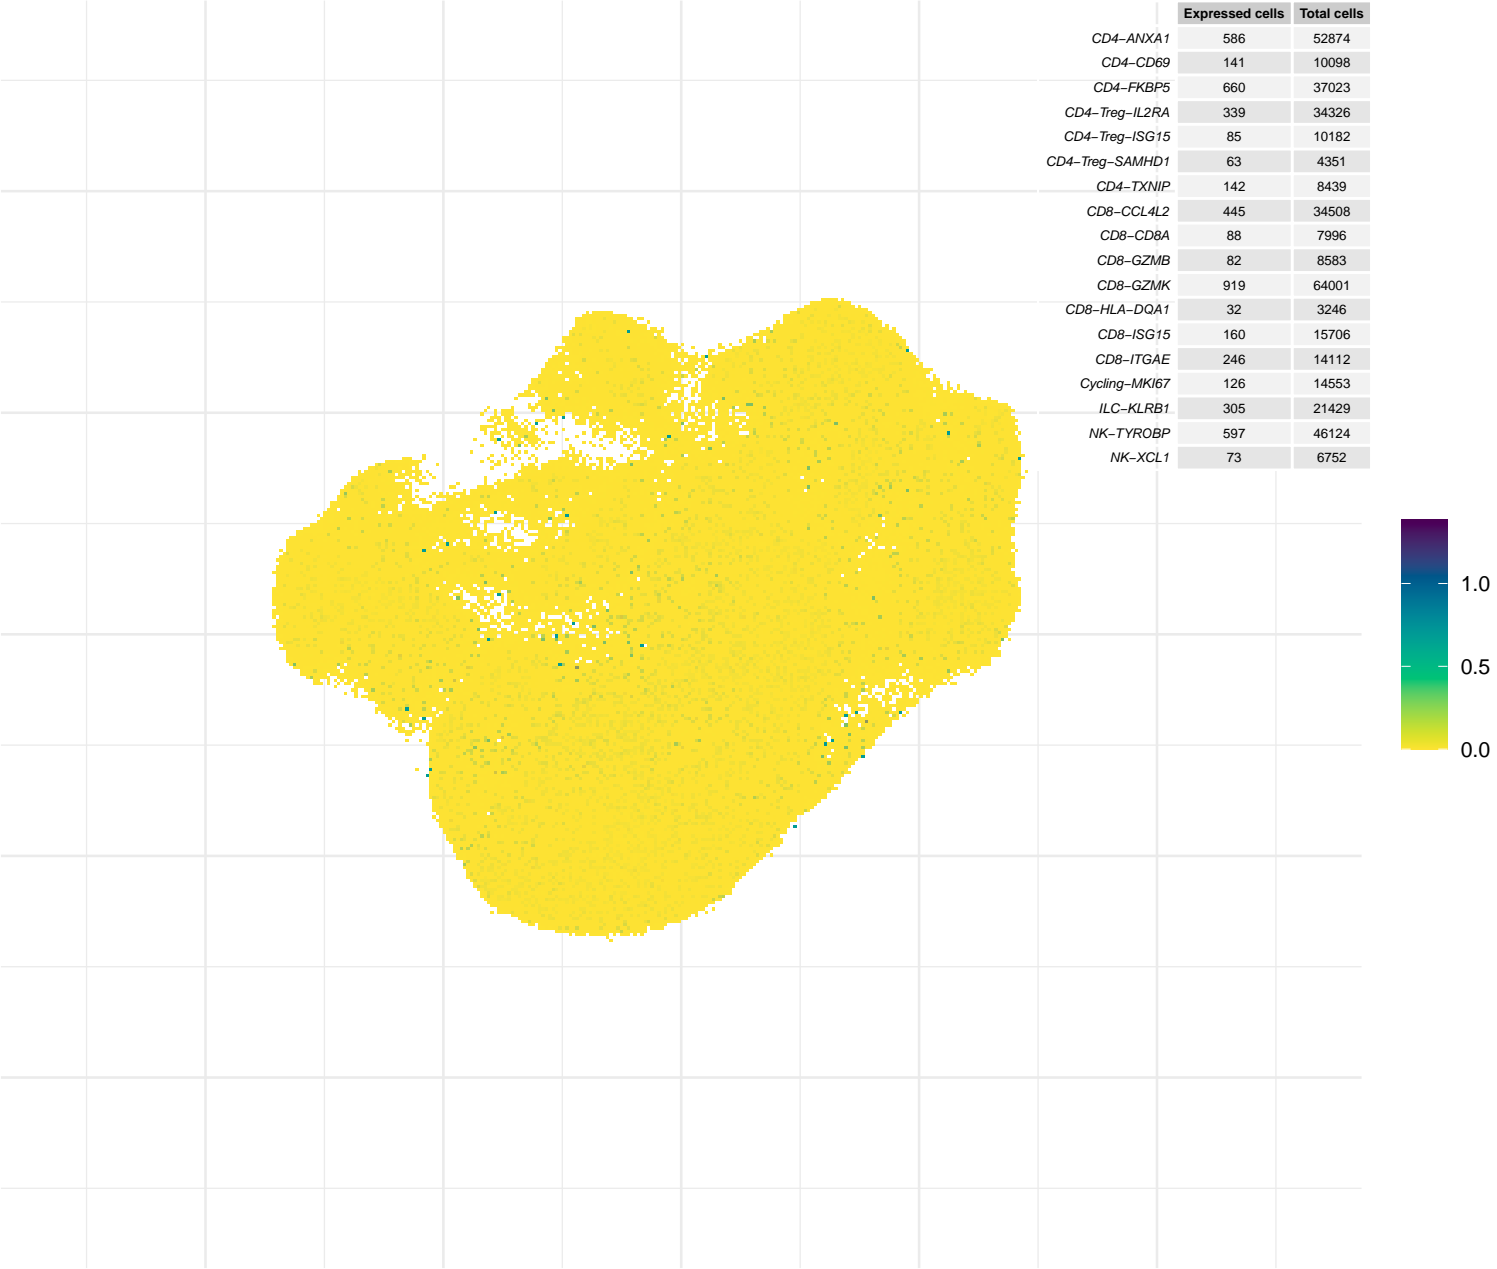 Expressed cells Total cells
CD4−ANXA1 586 52874
CD4−CD69 141 10098
CD4−FKBP5 660 37023
CD4−Treg−IL2RA 339 34326
CD4−Treg−ISG15 85 10182
CD4−Treg−SAMHD1 63 4351
CD4−TXNIP 142 8439
CD8−CCL4L2 445 34508
CD8−CD8A 88 7996
CD8−GZMB 82 8583
CD8−GZMK 919 64001
CD8−HLA−DQA1 32 3246
CD8−ISG15 160 15706
CD8−ITGAE 246 14112
Cycling−MKI67 126 14553
ILC−KLRB1 305 21429
NK−TYROBP 597 46124
NK−XCL1 73 6752
1.0
0.5
0.0